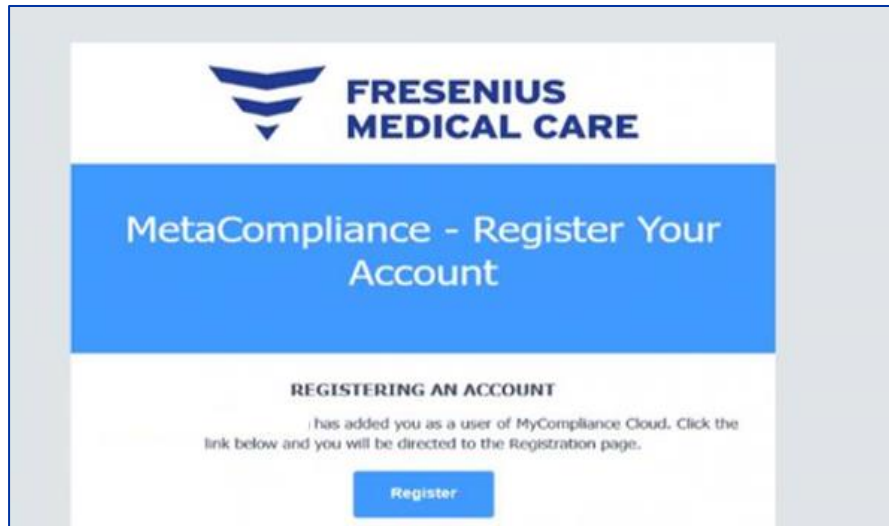 FRESENIUS
MEDICAL CARE
MetaCompliance - Register Your
Account
REGISTERING AN ACCOUNT
has added you as a user of MyCompliance Cloud. Click the
link below and you will be directed to the Registration page.
Register